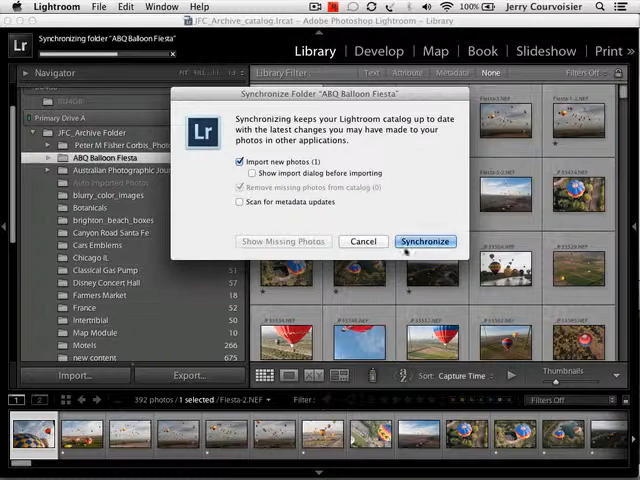 Lightroom File Edit Window Help 100% Jerry Courvoisier
JFC_Archive_catalog.lrcat - Adobe Photoshop Lightroom - Library
Lr
Synchronizing folder "ABQ Balloon Fiesta"
Library | Develop | Map | Book | Slideshow | Print »
Navigator
Library Filter: Text Attribute Metadata None Filters Off
Primary Drive A
JFC_Archive Folder
Peter M Fisher Corbis_Photo
ABQ Balloon Fiesta
Australian Photographic Jour
Auto Imported Photos
blurry_color_images
Botanicals
brighton_beach_boxes
Canyon Road Santa Fe
Cars Emblems
Chicago IL
Classical Gas Pump
Disney Concert Hall
Farmers Market
France
Intertribal
Map Module
Motels
new content
86
675
Synchronize Folder "ABQ Balloon Fiesta"
Synchronizing keeps your Lightroom catalog up to date
with the latest changes you may have made to your
photos in other applications.
Import new photos (1)
Show import dialog before importing
Remove missing photos from catalog (0)
Scan for metadata updates
Show Missing Photos
Cancel
Synchronize
Import...
Export...
Sort: Capture Time
Thumbnails
1 2
392 photos / 1 selected / Fiesta-2.NEF
Filter :
Filters Off